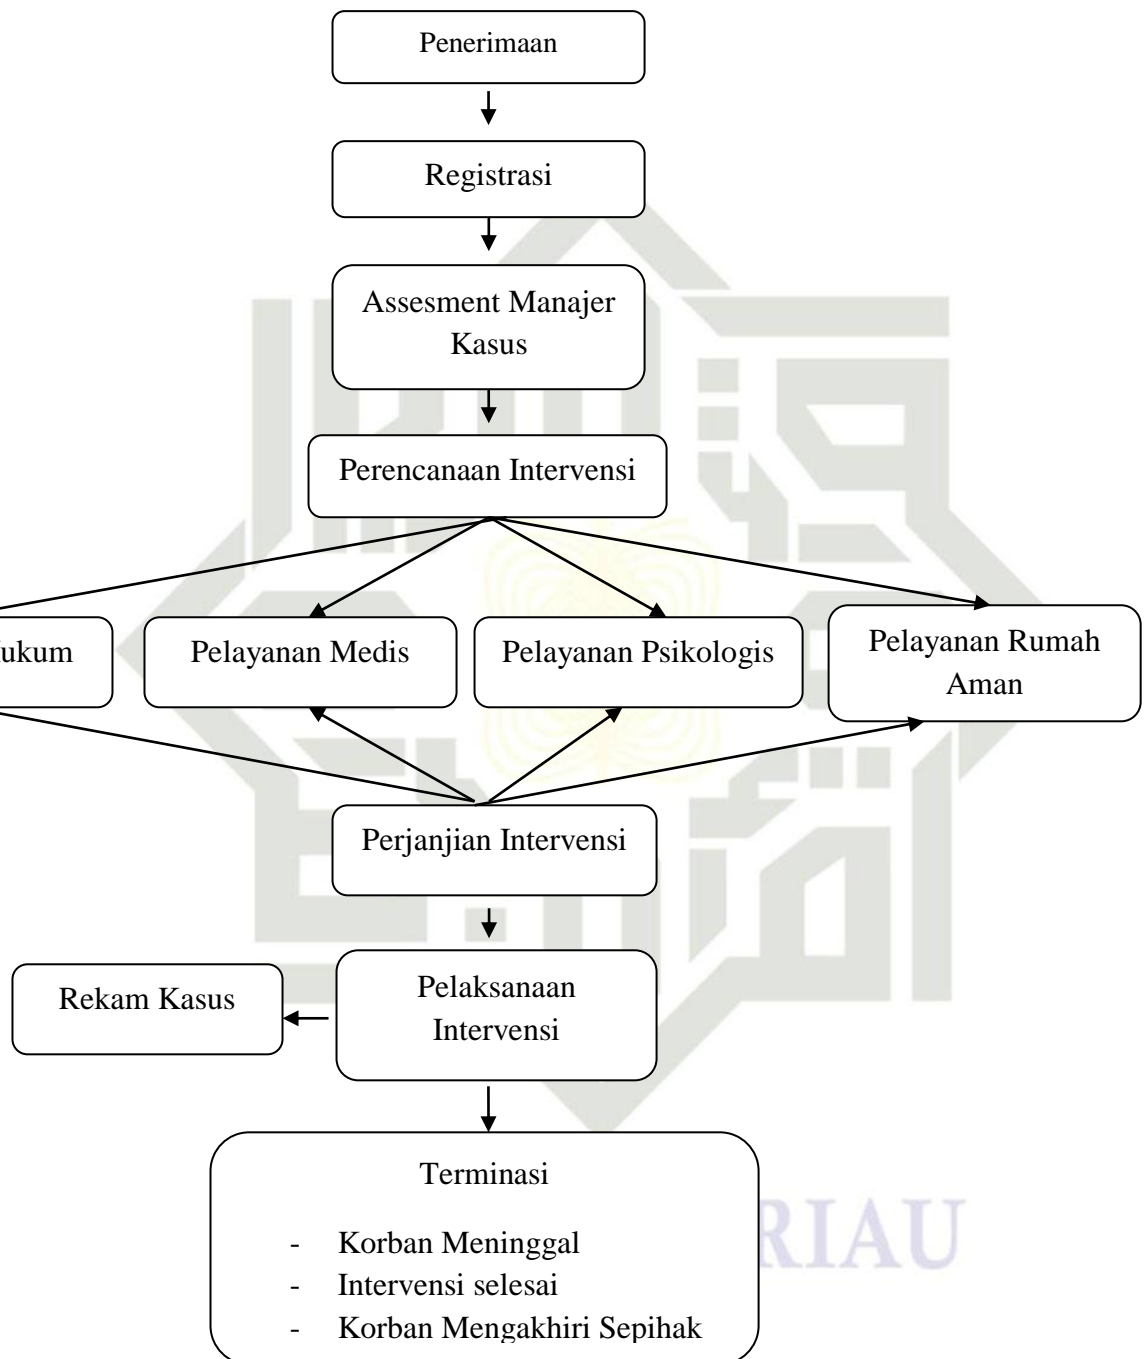 Penerimaan
Registrasi
Assesment Manajer
Kasus
Perencanaan Intervensi
ukum
Pelayanan Medis
Pelayanan Psikologis
Pelayanan Rumah
Aman
Perjanjian Intervensi
Rekam Kasus
Pelaksanaan
Intervensi
Terminasi
- Korban Meninggal
- Intervensi selesai
- Korban Mengakhiri Sepihak
RIAU